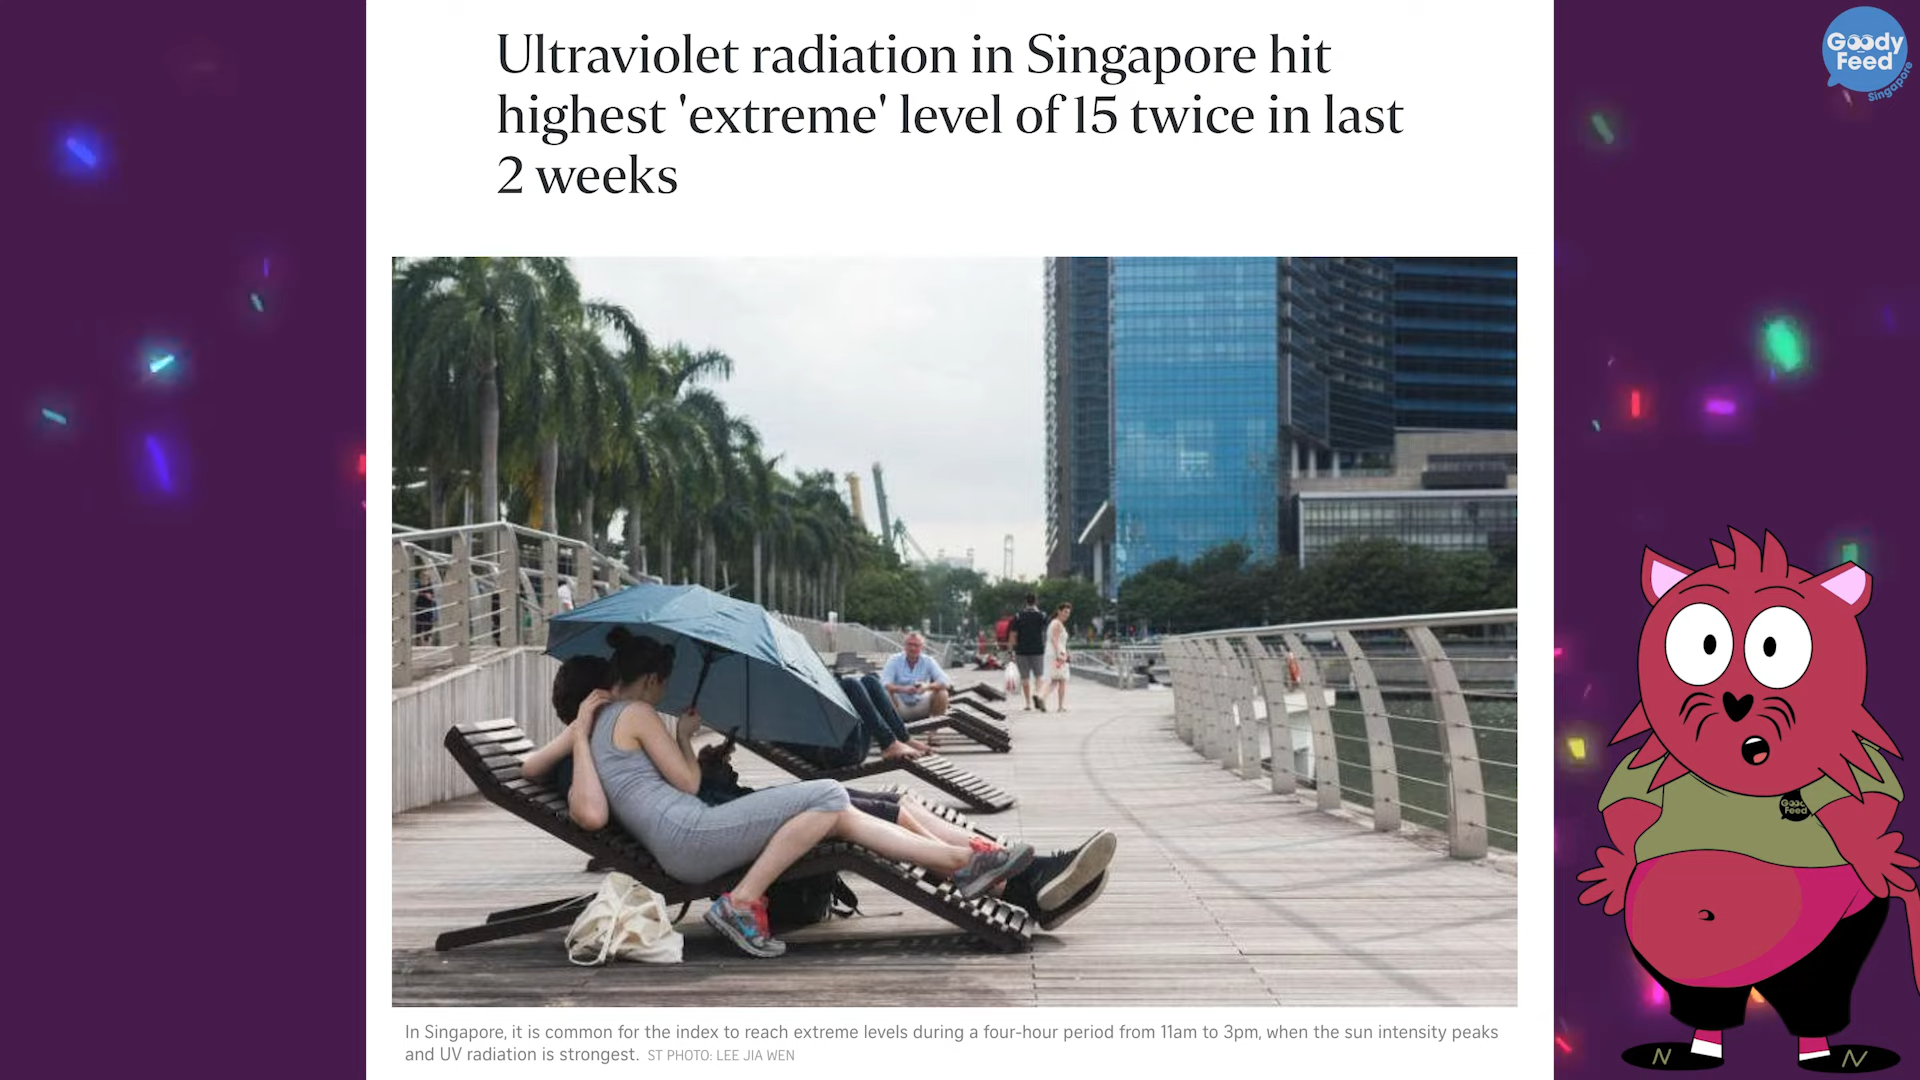 Ultraviolet radiation in Singapore hit
highest 'extreme' level of 15 twice in last
2 weeks
In Singapore, it is common for the index to reach extreme levels during a four-hour period from 11am to 3pm, when the sun intensity peaks
and UV radiation is strongest. ST PHOTO: LEE JIA WEN
Goody
Feed
Singapore
Good
Feed
N
N